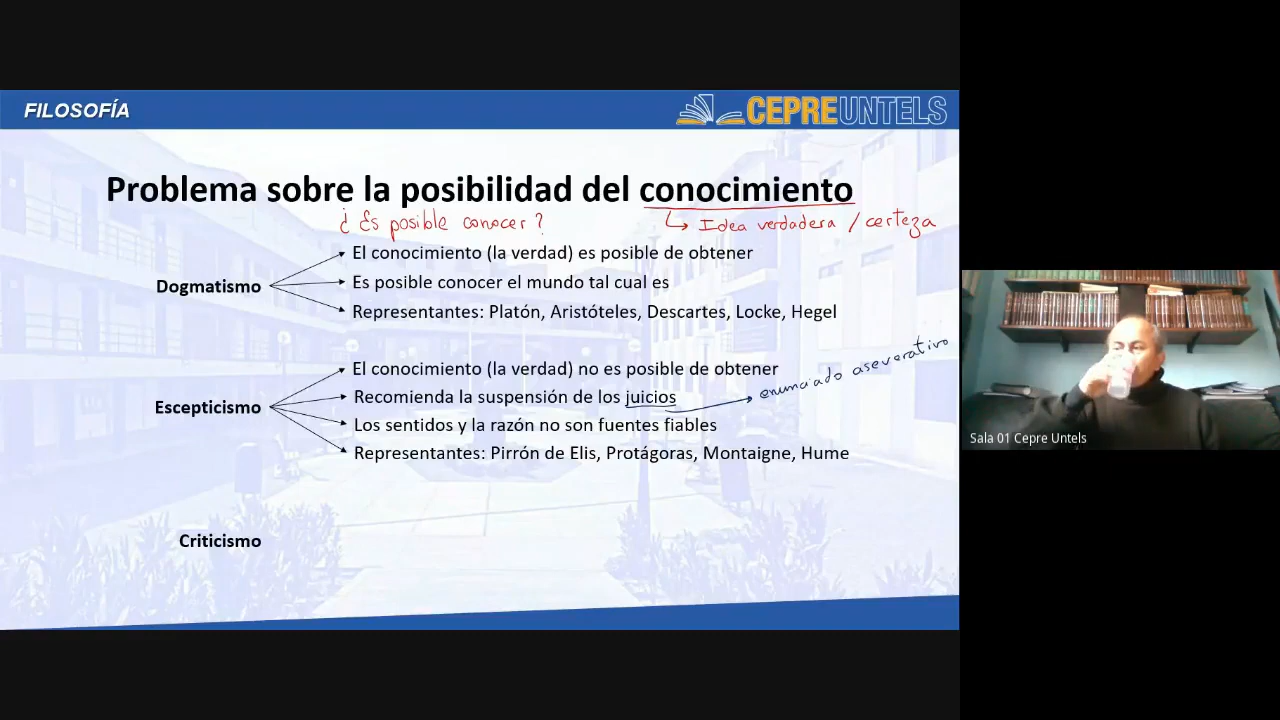 FILOSOFÍA
CEPREUNTELS
Problema sobre la posibilidad del conocimiento
¿Es posible conocer?
Idea verdadera / certeza
Dogmatismo
El conocimiento (la verdad) es posible de obtener
Es posible conocer el mundo tal cual es
Representantes: Platón, Aristóteles, Descartes, Locke, Hegel
Escepticismo
El conocimiento (la verdad) no es posible de obtener
Recomienda la suspensión de los juicios
enunciado aseverativo
Los sentidos y la razón no son fuentes fiables
Representantes: Pirrón de Elis, Protágoras, Montaigne, Hume
Criticismo
Sala 01 Cepre Untels